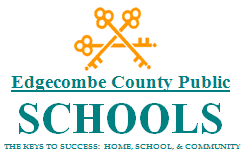 Edgecombe County Public
SCHOOLS
THE KEYS TO SUCCESS: HOME, SCHOOL, & COMMUNITY